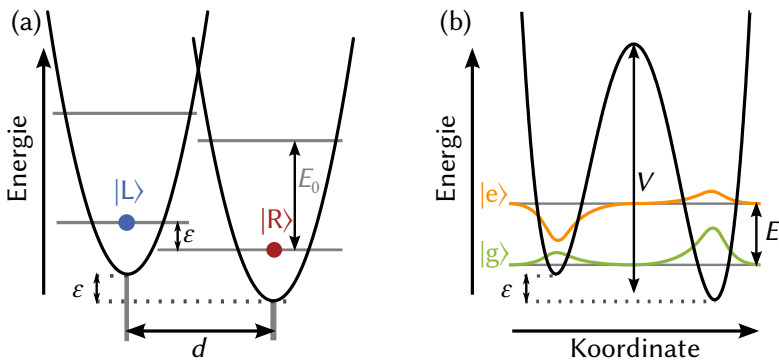 (a)
Energie
|L⟩
|R⟩
E₀
ε
ε
d
(b)
Energie
|e⟩
|g⟩
V
E
ε
Koordinate